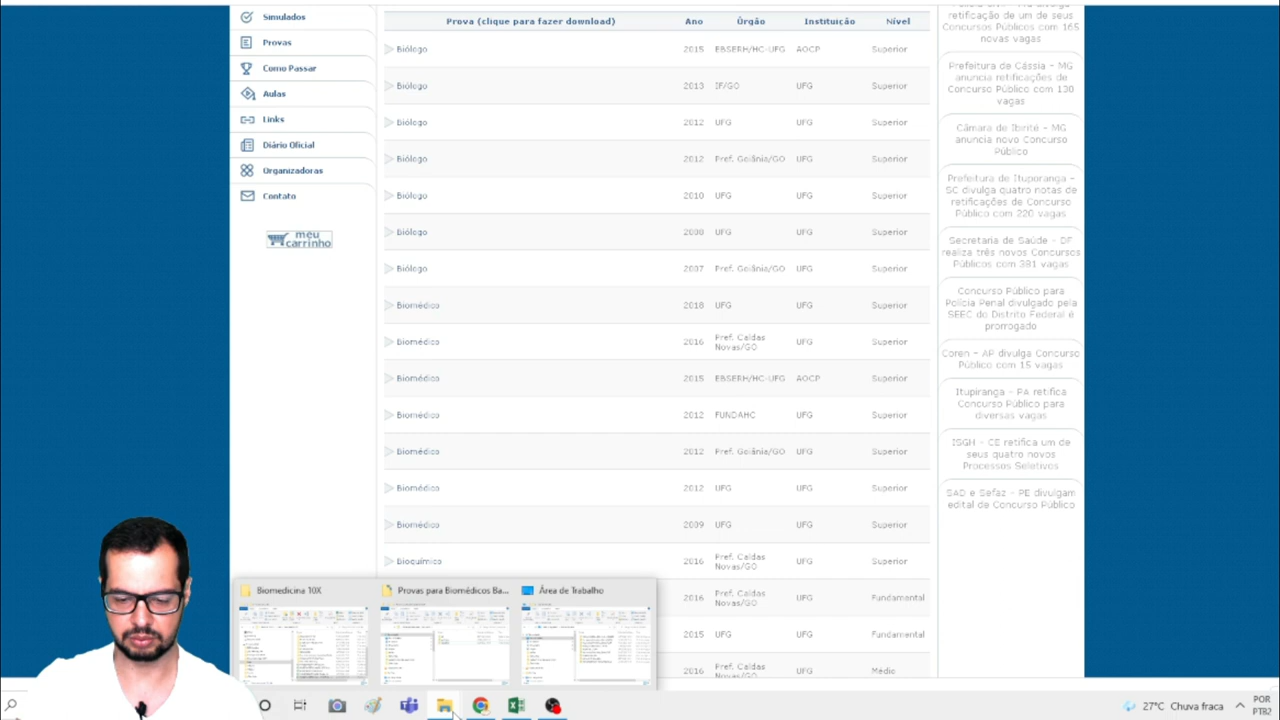 Simulados
Provas
Como Passar
Aulas
Links
Diário Oficial
Organizadoras
Contato
meu
carrinho
Prova (clique para fazer download) Ano Órgão Instituição Nível
Biólogo 2015 EBSERH/HC-UFG AOCP Superior
Biólogo 2013 IF/GO UFG Superior
Biólogo 2012 UFG UFG Superior
Biólogo 2012 Pref. Goiânia/GO UFG Superior
Biólogo 2010 UFG UFG Superior
Biólogo 2008 UFG UFG Superior
Biólogo 2007 Pref. Goiânia/GO UFG Superior
Biomédico 2018 UFG UFG Superior
Biomédico 2016 Pref. Caldas Novas/GO UFG Superior
Biomédico 2015 EBSERH/HC-UFG AOCP Superior
Biomédico 2012 FUNDAHC UFG Superior
Biomédico 2012 Pref. Goiânia/GO UFG Superior
Biomédico 2012 UFG UFG Superior
Biomédico 2009 UFG UFG Superior
Bioquímico 2016 Pref. Caldas Novas/GO UFG Superior
2016 Pref. Caldas Novas/GO UFG Fundamental
UFG UFG Fundamental
Pref. Caldas UFG Médio
retificação de um de seus
Concursos Públicos com 165
novas vagas
Prefeitura de Cássia - MG
anuncia retificações de
Concurso Público com 130
vagas
Câmara de Ibirité - MG
anuncia novo Concurso
Público
Prefeitura de Ituporanga -
SC divulga quatro notas de
retificações de Concurso
Público com 220 vagas
Secretaria de Saúde - DF
realiza três novos Concursos
Públicos com 381 vagas
Concurso Público para
Polícia Penal divulgado pela
SEEC do Distrito Federal é
prorrogado
Coren - AP divulga Concurso
Público com 15 vagas
Itupiranga - PA retifica
Concurso Público para
diversas vagas
ISGH - CE retifica um de
seus quatro novos
Processos Seletivos
SAD e Sefaz - PE divulgam
edital de Concurso Público
Biomedicina 10X
Provas para Biomédicos Ba...
Área de Trabalho
27°C Chuva fraca
POR
PTB2